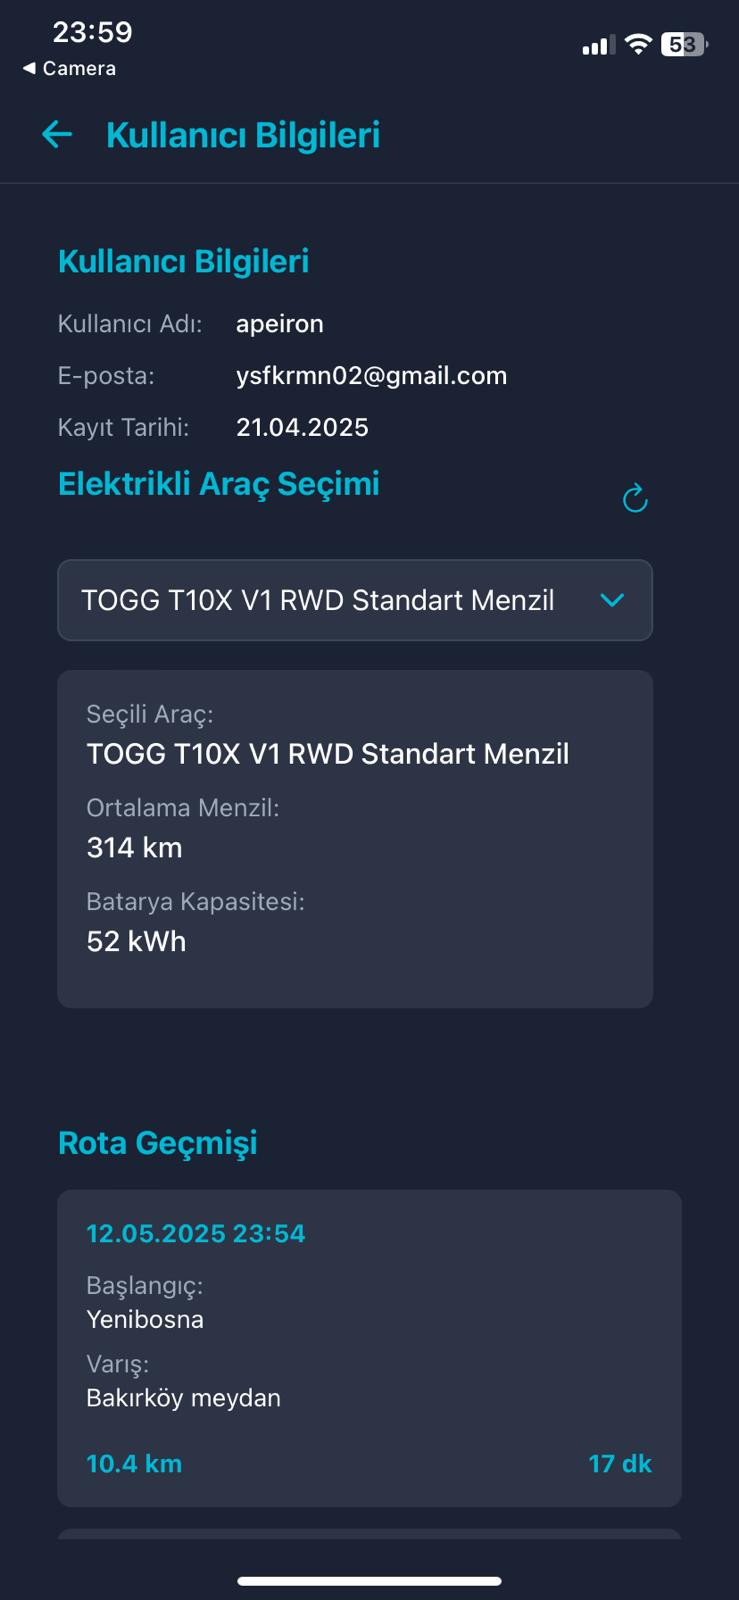 23:59
53
◀ Camera
Kullanıcı Bilgileri
Kullanıcı Bilgileri
Kullanıcı Adı: apeiron
E-posta: ysfkrmn02@gmail.com
Kayıt Tarihi: 21.04.2025
Elektrikli Araç Seçimi
TOGG T10X V1 RWD Standart Menzil
Seçili Araç:
TOGG T10X V1 RWD Standart Menzil
Ortalama Menzil:
314 km
Batarya Kapasitesi:
52 kWh
Rota Geçmişi
12.05.2025 23:54
Başlangıç:
Yenibosna
Varış:
Bakırköy meydan
10.4 km 17 dk